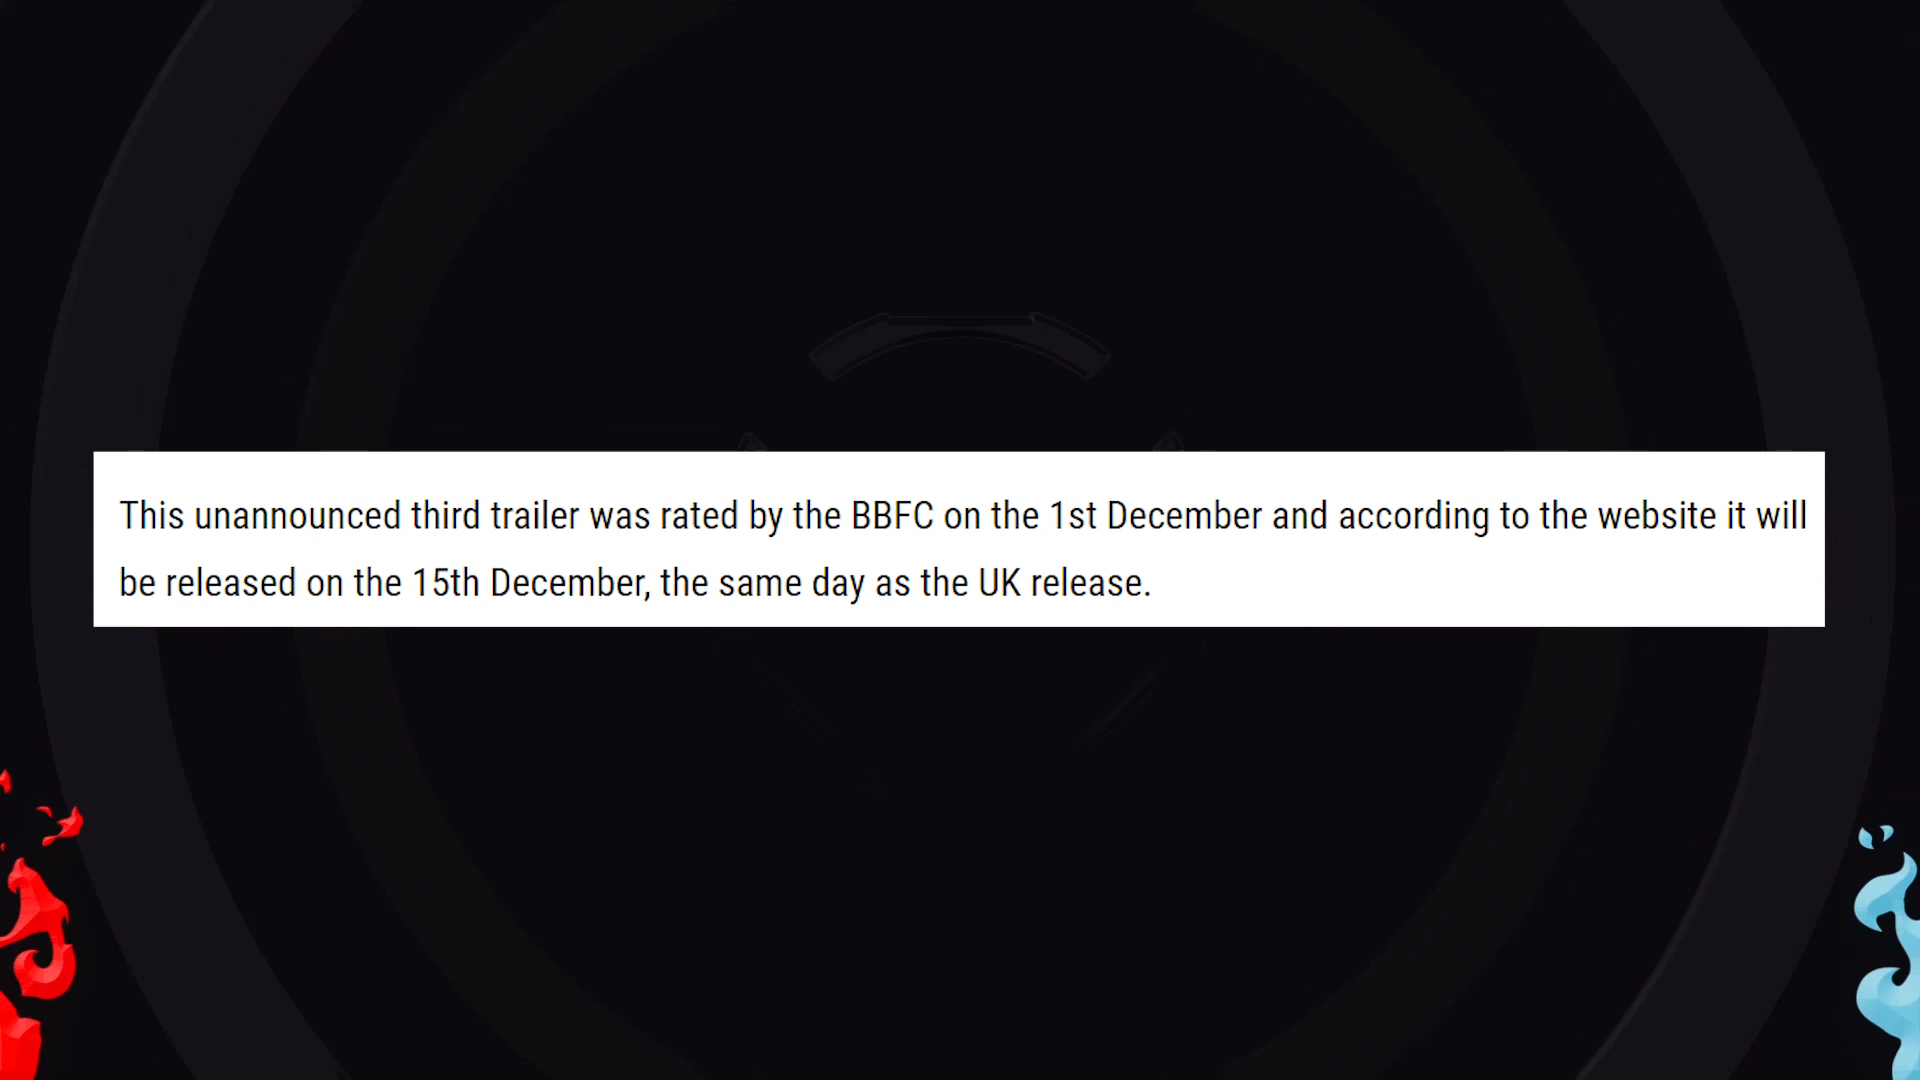 This unannounced third trailer was rated by the BBFC on the 1st December and according to the website it will
be released on the 15th December, the same day as the UK release.